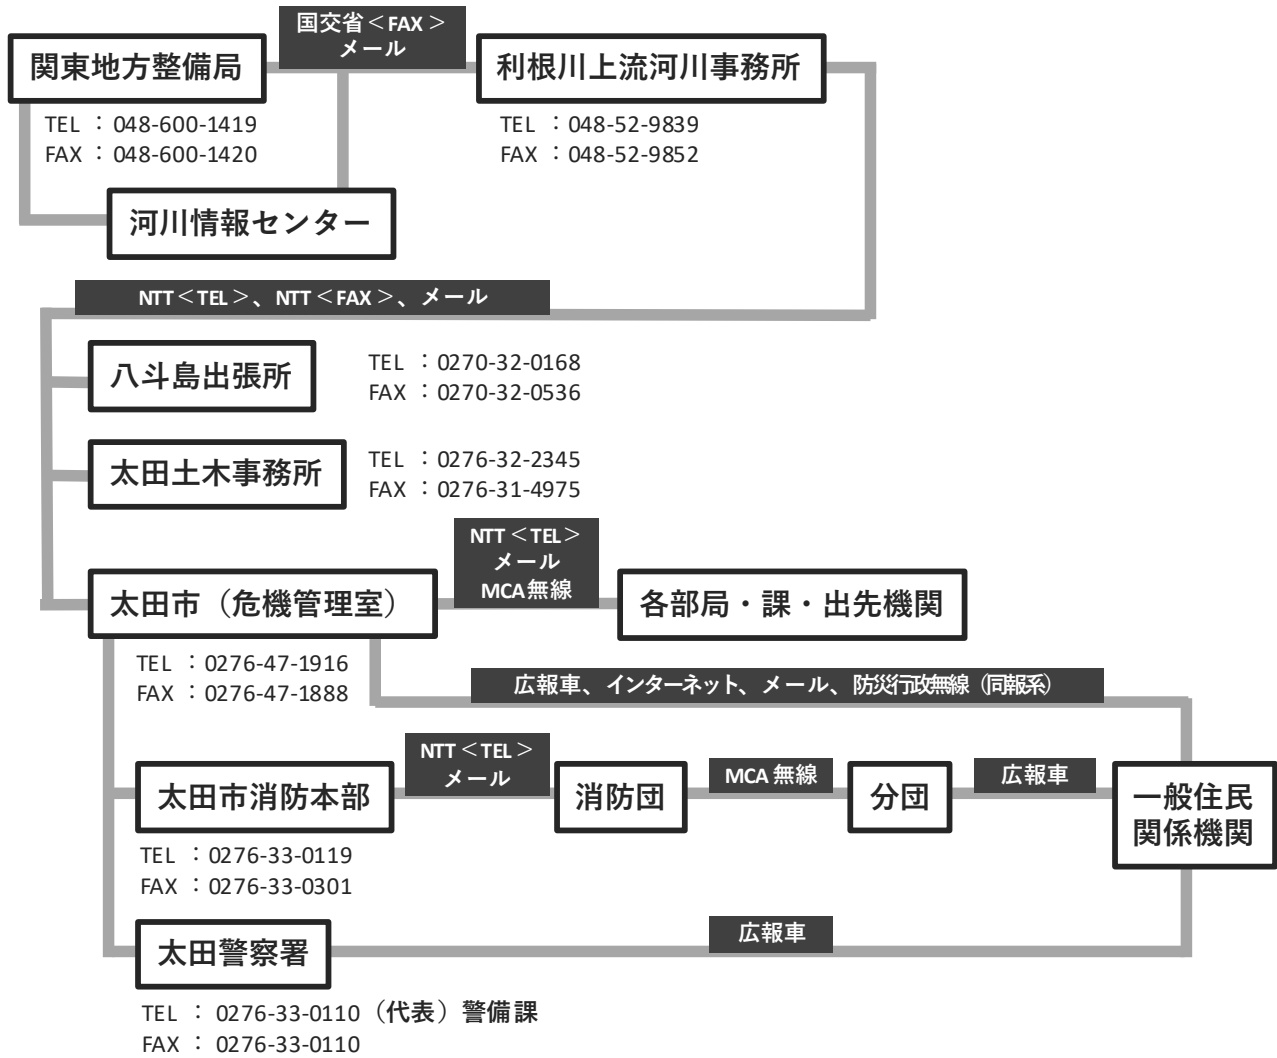 国交省＜FAX＞
メール
関東地方整備局
利根川上流河川事務所
TEL ：048-600-1419
FAX ：048-600-1420
TEL ：048-52-9839
FAX ：048-52-9852
河川情報センター
NTT＜TEL＞、NTT＜FAX＞、メール
八斗島出張所
TEL ：0270-32-0168
FAX ：0270-32-0536
太田土木事務所
TEL ：0276-32-2345
FAX ：0276-31-4975
NTT＜TEL＞
メール
MCA無線
太田市（危機管理室）
各部局・課・出先機関
TEL ：0276-47-1916
FAX ：0276-47-1888
広報車、インターネット、メール、防災行政無線（同報系）
NTT＜TEL＞
メール
MCA無線
広報車
太田市消防本部
消防団
分団
一般住民
関係機関
TEL ：0276-33-0119
FAX ：0276-33-0301
広報車
太田警察署
TEL ： 0276-33-0110（代表）警備課
FAX ： 0276-33-0110